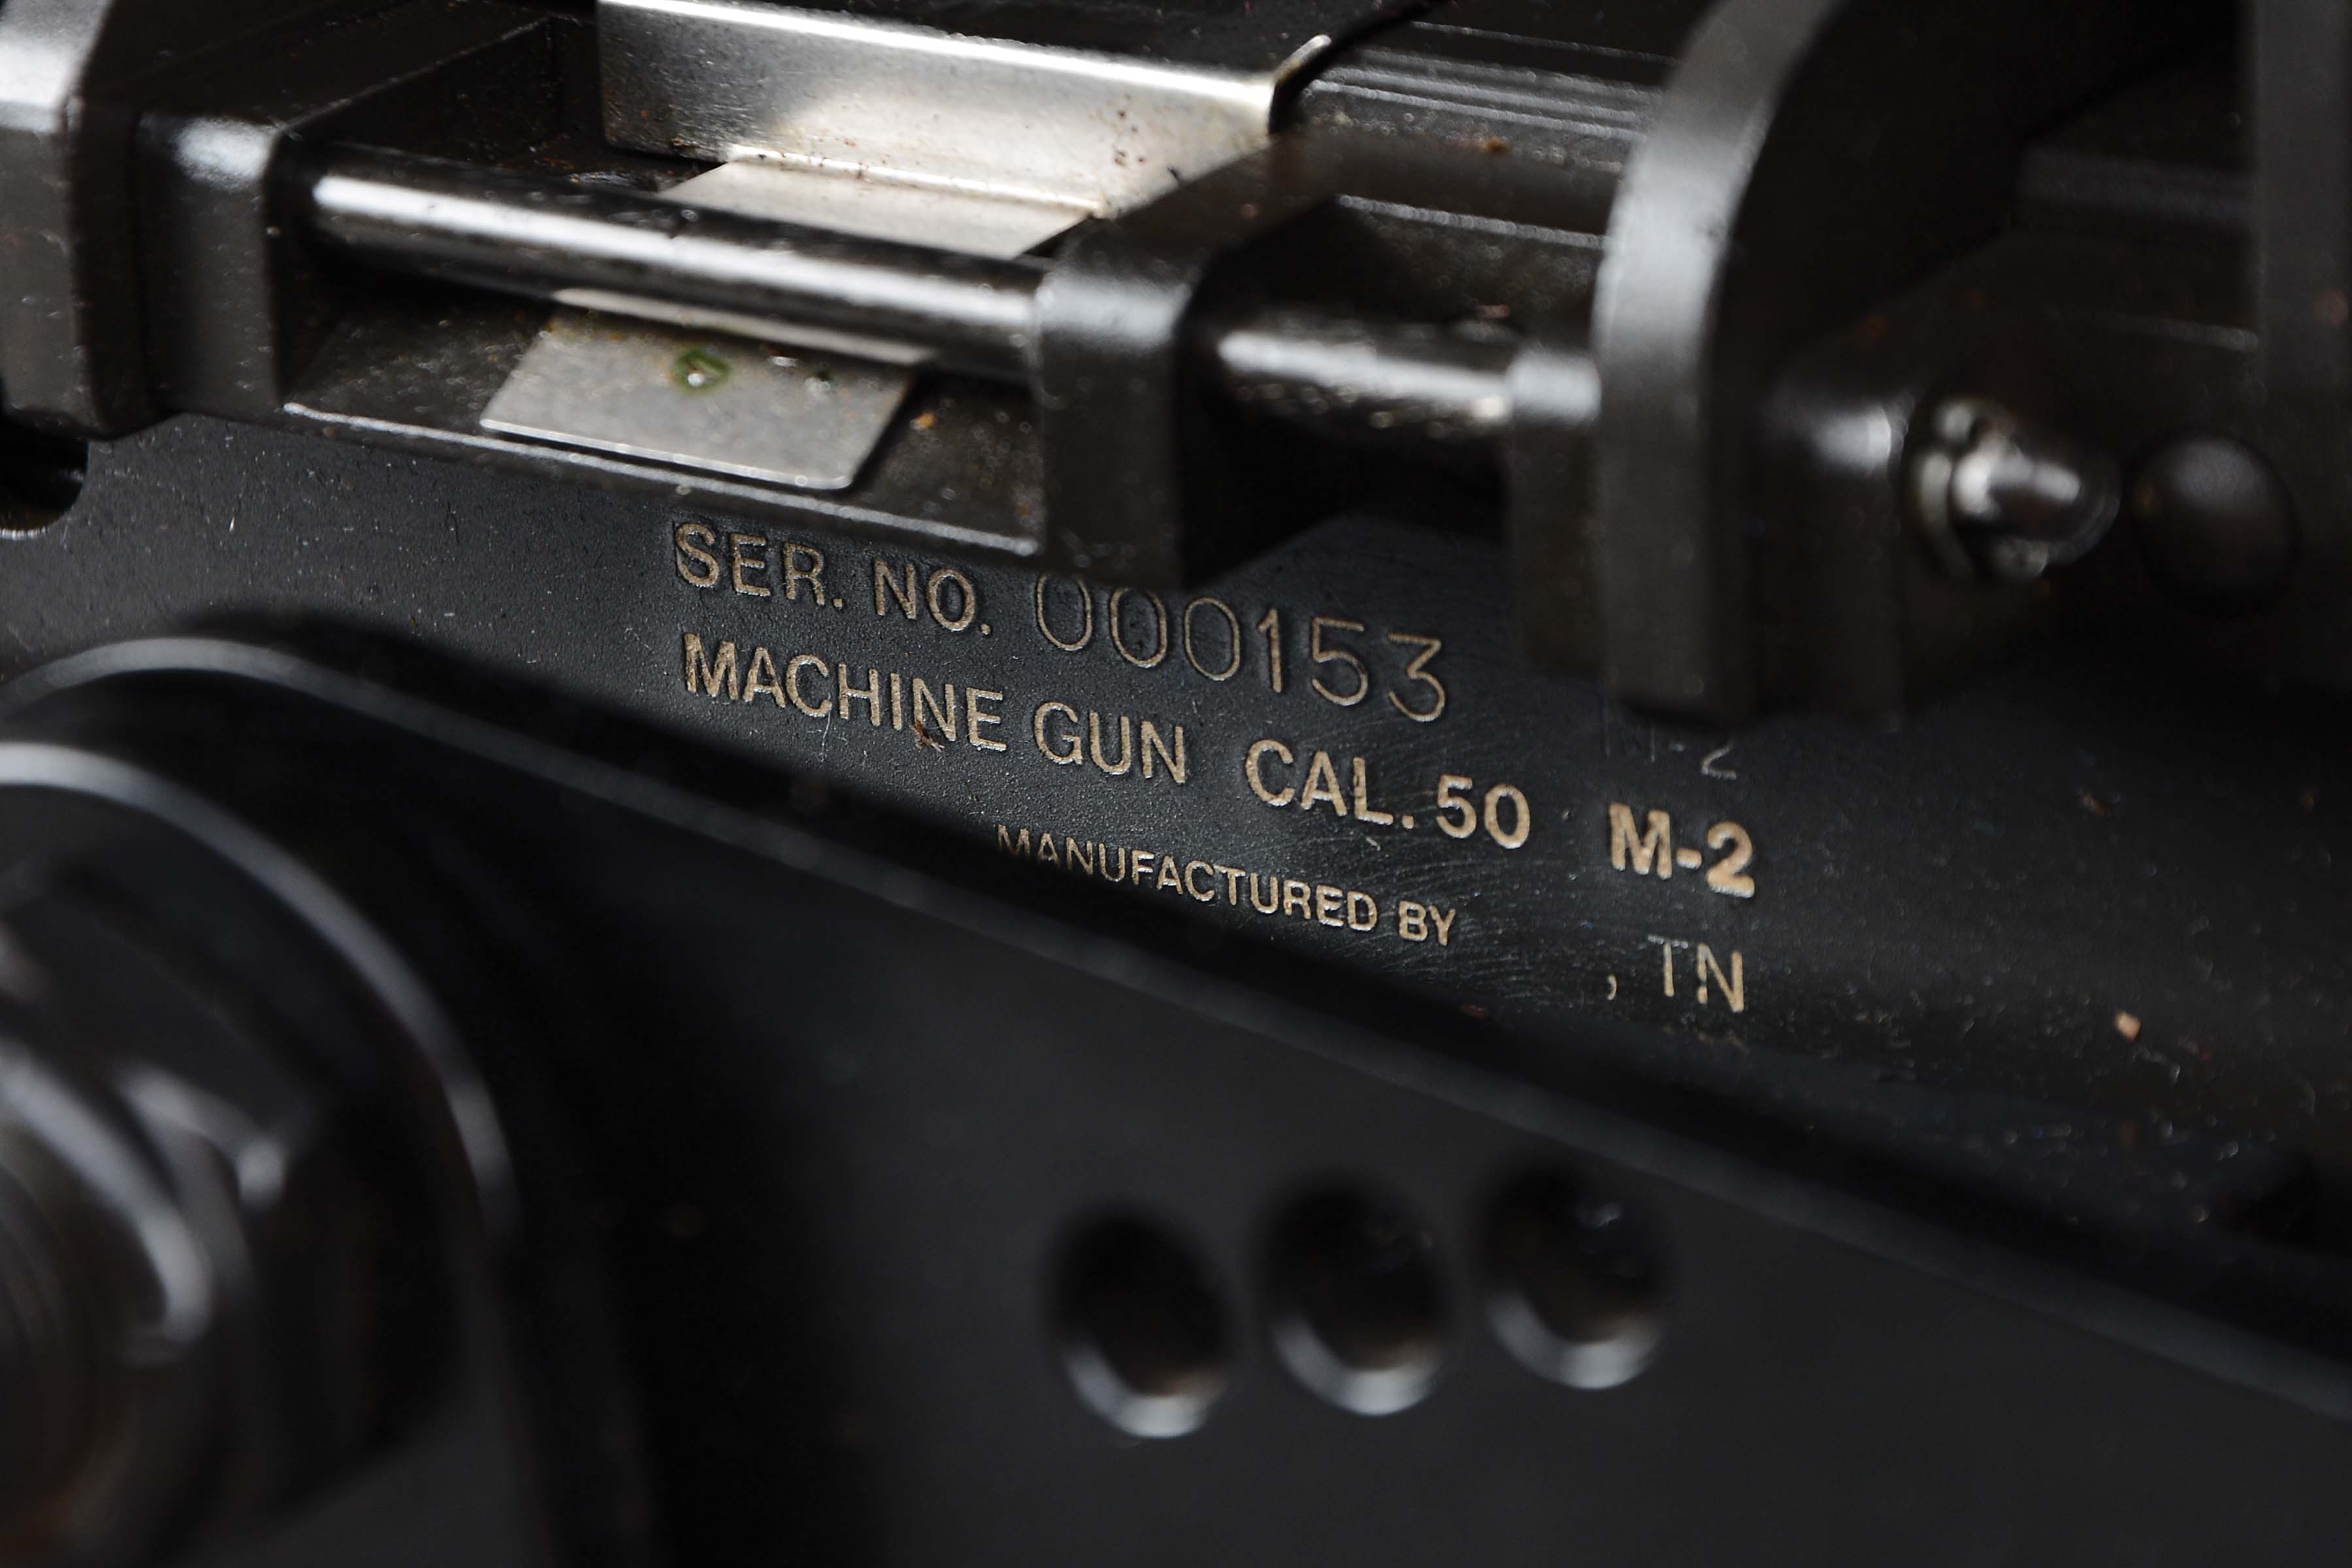 SER. NO. 000153
MACHINE GUN CAL. 50 M-2
MANUFACTURED BY
, TN